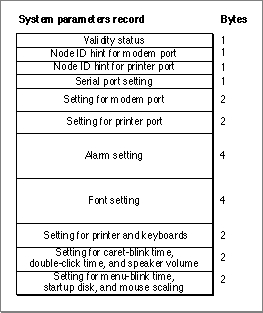 System parameters record Bytes
Validity status 1
Node ID hint for modem port 1
Node ID hint for printer port 1
Serial port setting 1
Setting for modem port 2
Setting for printer port 2
Alarm setting 4
Font setting 4
Setting for printer and keyboards 2
Setting for caret-blink time,
double-click time, and speaker volume 2
Setting for menu-blink time,
startup disk, and mouse scaling 2